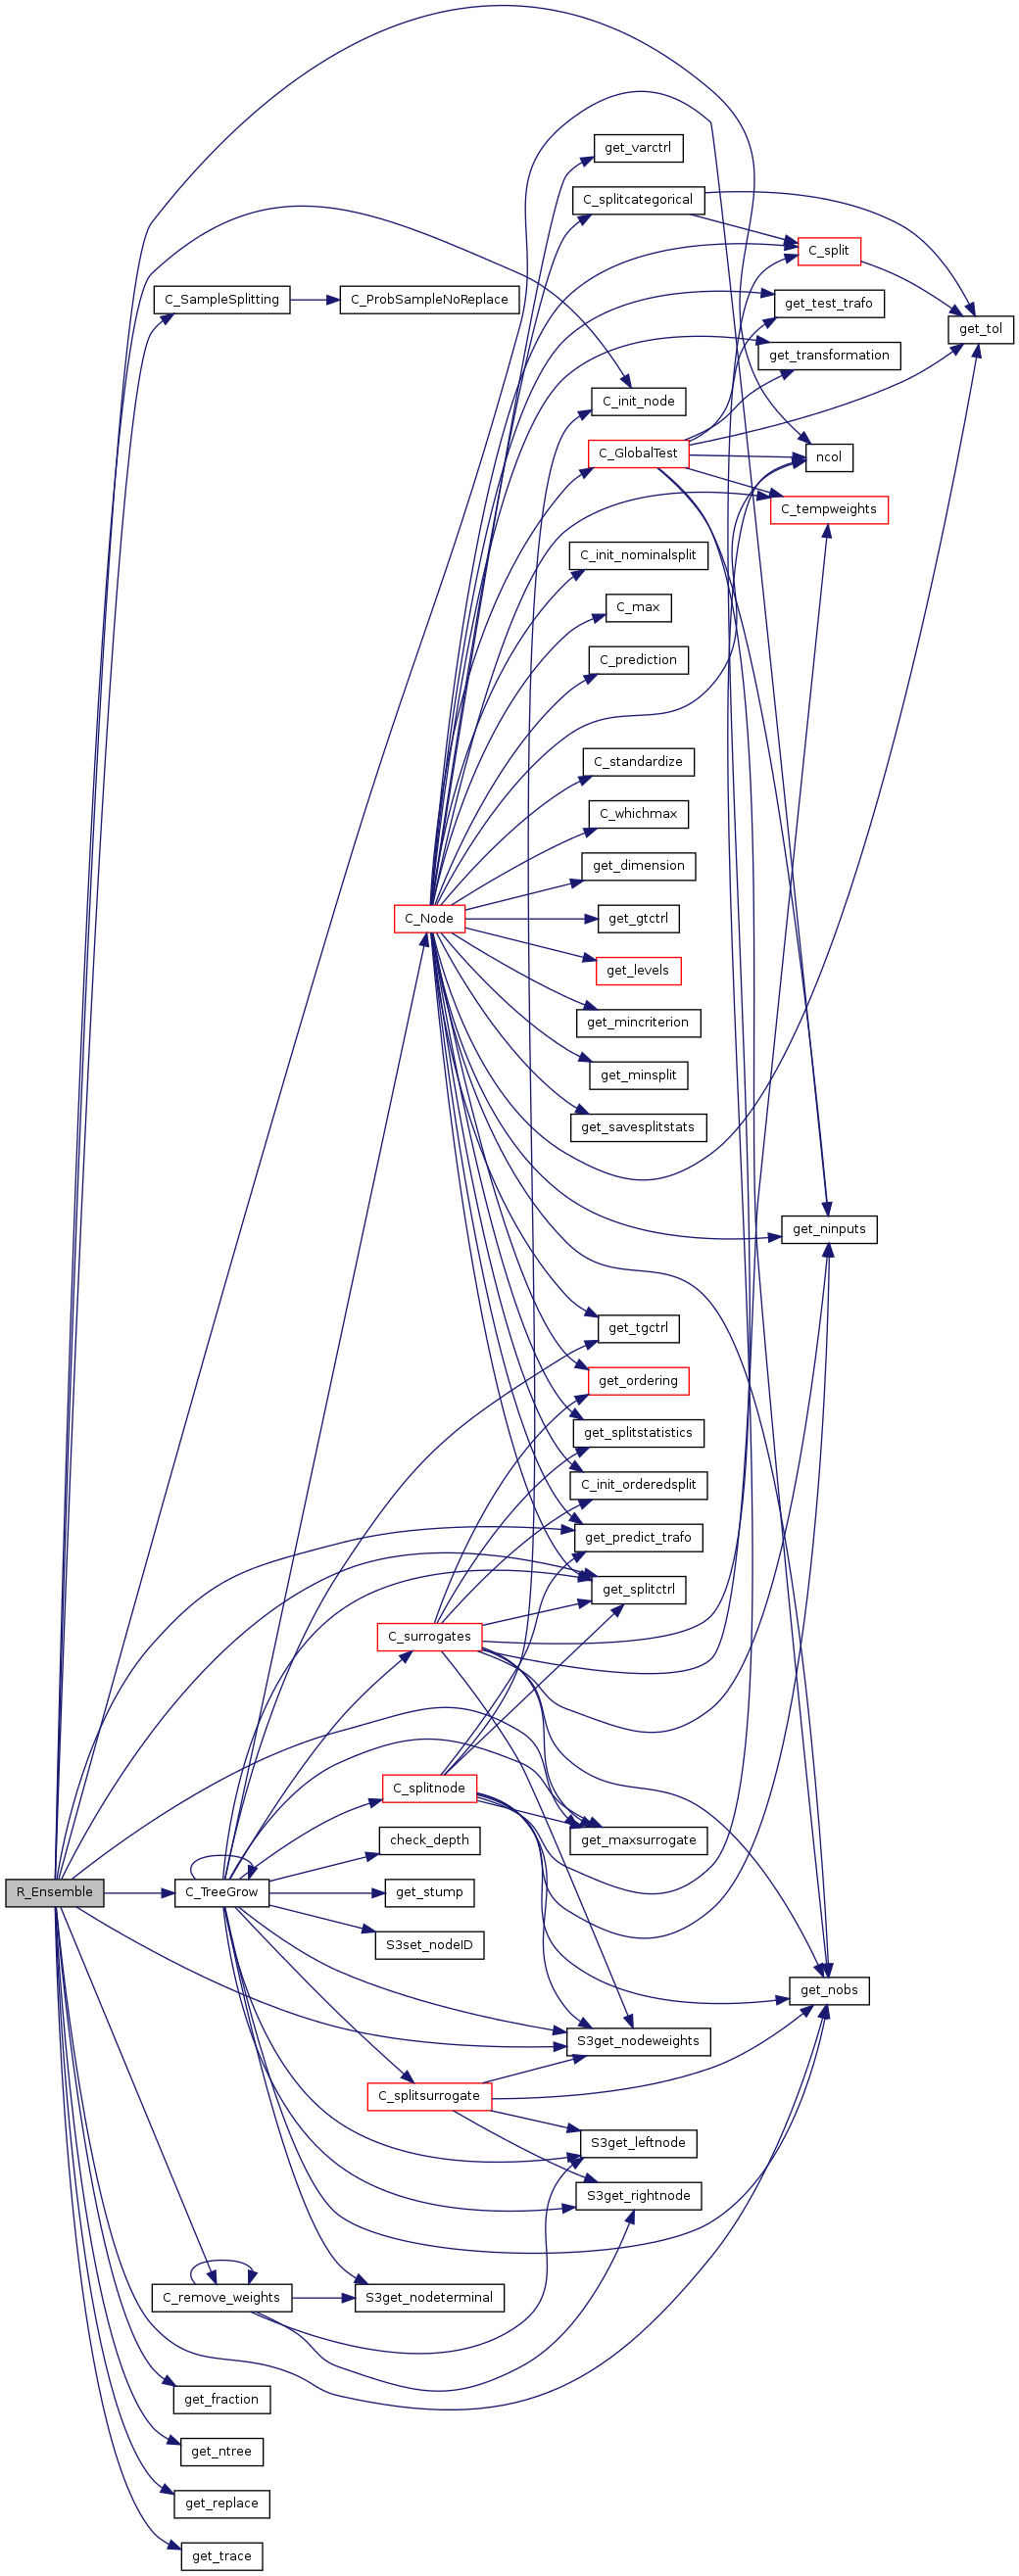 get_varctrl
C_splitcategorical
C_split
C_SampleSplitting
C_ProbSampleNoReplace
get_test_trafo
get_tol
get_transformation
C_init_node
C_GlobalTest
ncol
C_tempweights
C_init_nominalsplit
C_max
C_prediction
C_standardize
C_whichmax
get_dimension
C_Node
get_gtctrl
get_levels
get_mincriterion
get_minsplit
get_savesplitstats
get_ninputs
get_tgctrl
get_ordering
get_splitstatistics
C_init_orderedsplit
get_predict_trafo
get_splitctrl
C_surrogates
C_splitnode
check_depth
get_maxsurrogate
R_Ensemble
C_TreeGrow
get_stump
S3set_nodeID
get_nobs
S3get_nodeweights
C_splitsurrogate
S3get_leftnode
S3get_rightnode
C_remove_weights
S3get_nodeterminal
get_fraction
get_ntree
get_replace
get_trace